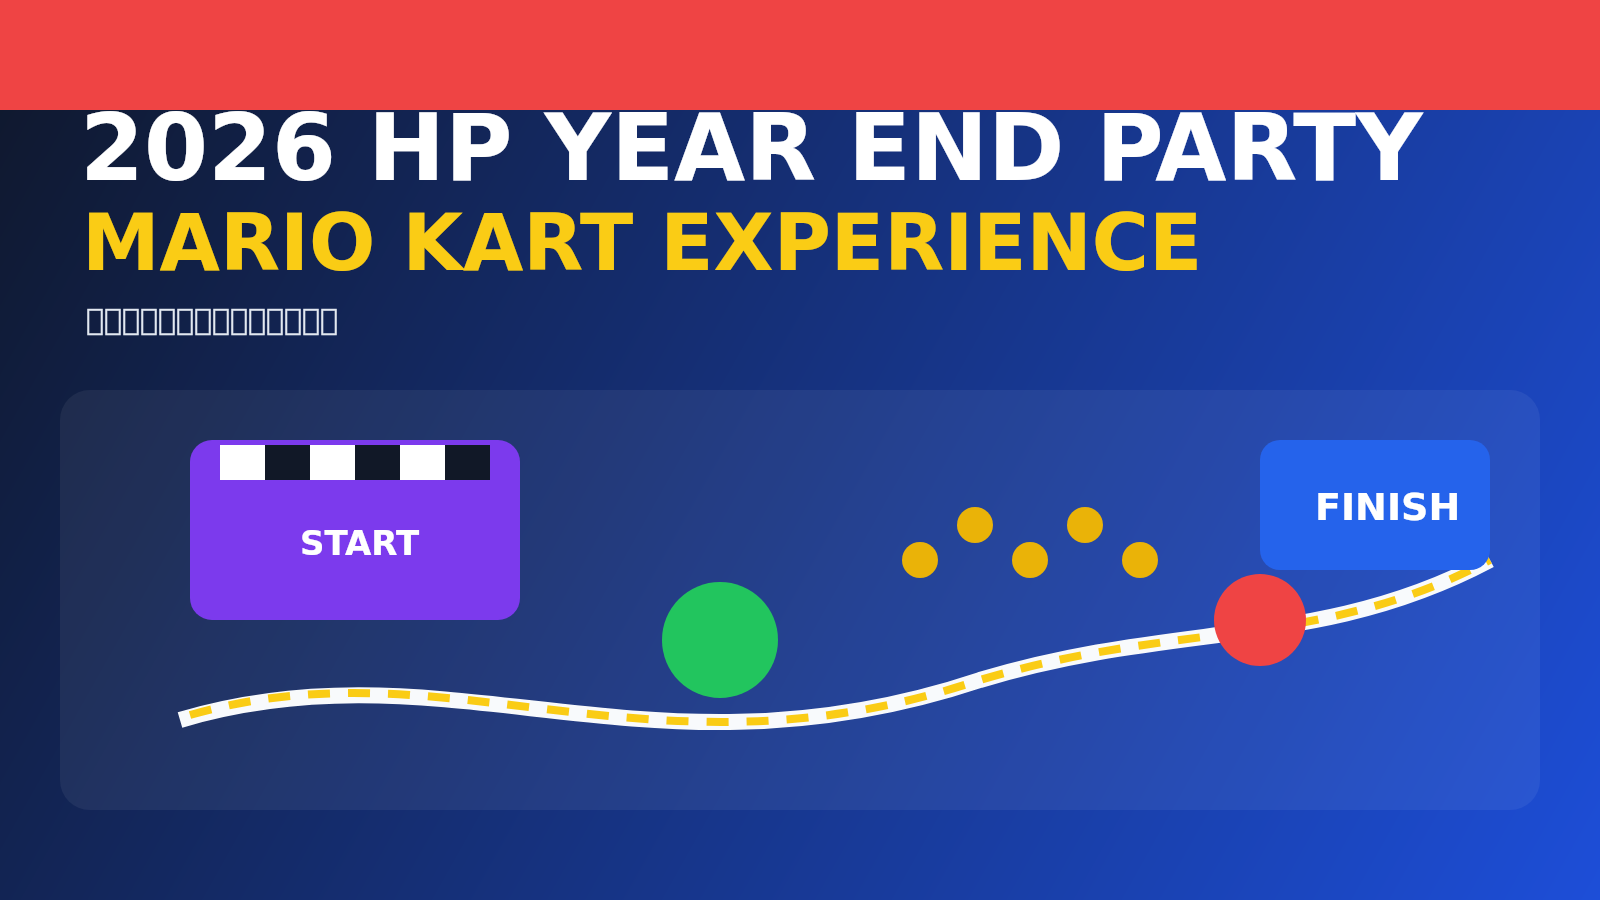 2026 HP YEAR END PARTY
MARIO KART EXPERIENCE
START
FINISH